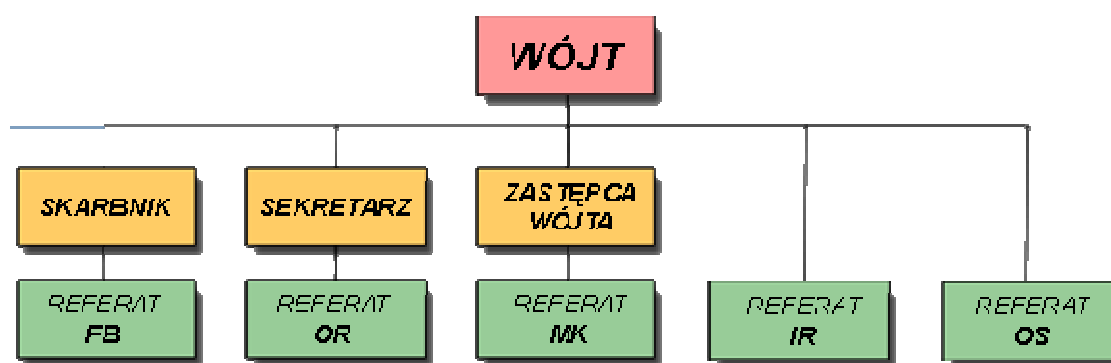 WÓJT
SKARBNIK
SEKRETARZ
ZASTĘPCA
WÓJTA
REFERAT
FB
REFERAT
OR
REFERAT
MK
REFERAT
IR
REFERAT
OS